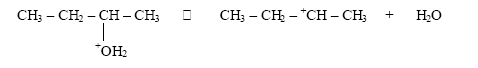 CH₃ – CH₂ – CH – CH₃ □ CH₃ – CH₂ – ⁺CH – CH₃ + H₂O
⁺OH₂